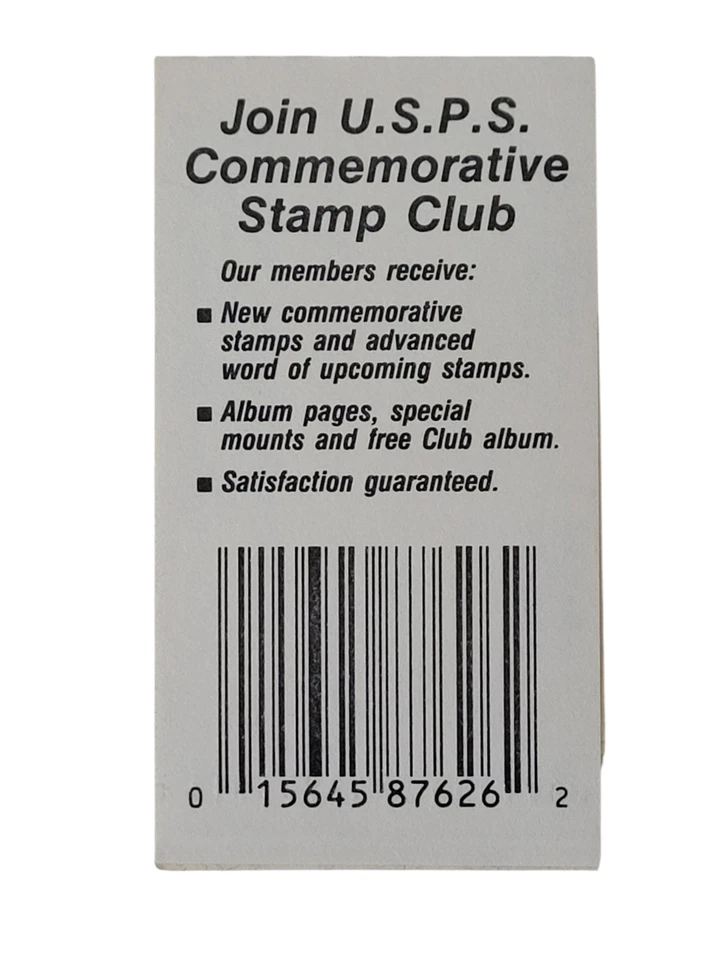 Join U.S.P.S.
Commemorative
Stamp Club
Our members receive:
■ New commemorative
stamps and advanced
word of upcoming stamps.
■ Album pages, special
mounts and free Club album.
■ Satisfaction guaranteed.
0 15645 87626 2